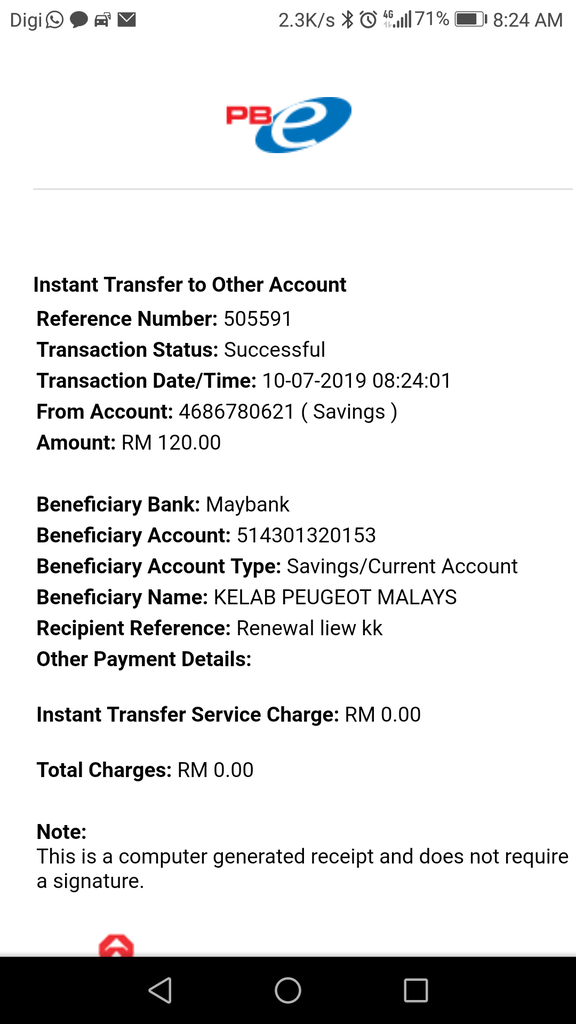 Digi 2.3K/s 4G 71% 8:24 AM
PBe
Instant Transfer to Other Account
Reference Number: 505591
Transaction Status: Successful
Transaction Date/Time: 10-07-2019 08:24:01
From Account: 4686780621 ( Savings )
Amount: RM 120.00
Beneficiary Bank: Maybank
Beneficiary Account: 514301320153
Beneficiary Account Type: Savings/Current Account
Beneficiary Name: KELAB PEUGEOT MALAYS
Recipient Reference: Renewal liew kk
Other Payment Details:
Instant Transfer Service Charge: RM 0.00
Total Charges: RM 0.00
Note:
This is a computer generated receipt and does not require
a signature.